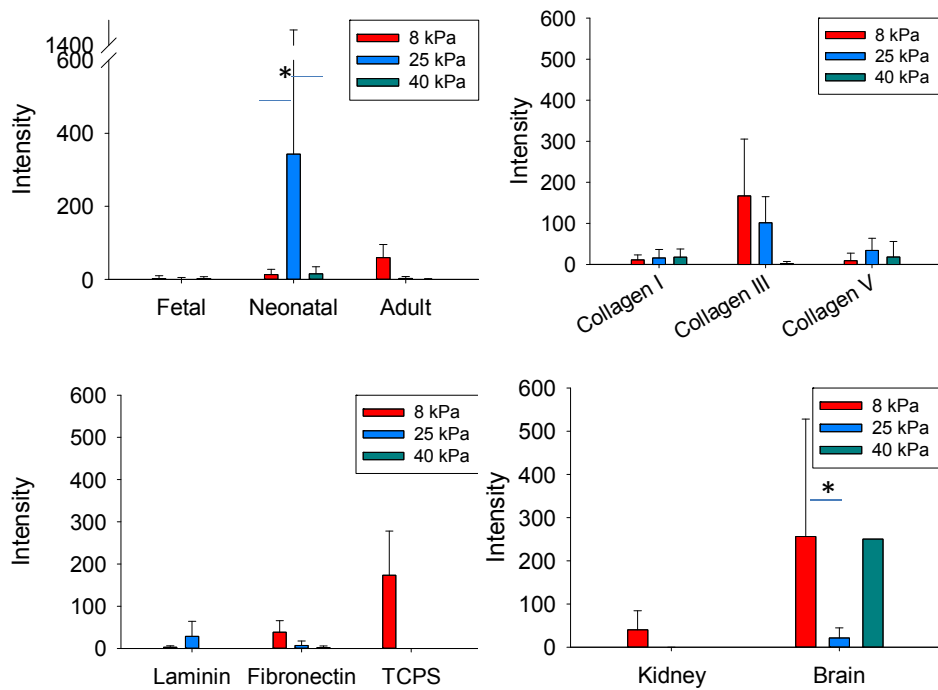 1400
600
400
200
0
Intensity
*
8 kPa
25 kPa
40 kPa
Fetal Neonatal Adult
600
500
400
300
200
100
0
Intensity
8 kPa
25 kPa
40 kPa
Collagen I Collagen III Collagen V
600
500
400
300
200
100
0
Intensity
8 kPa
25 kPa
40 kPa
Laminin Fibronectin TCPS
600
500
400
300
200
100
0
Intensity
8 kPa
25 kPa
40 kPa
*
Kidney Brain